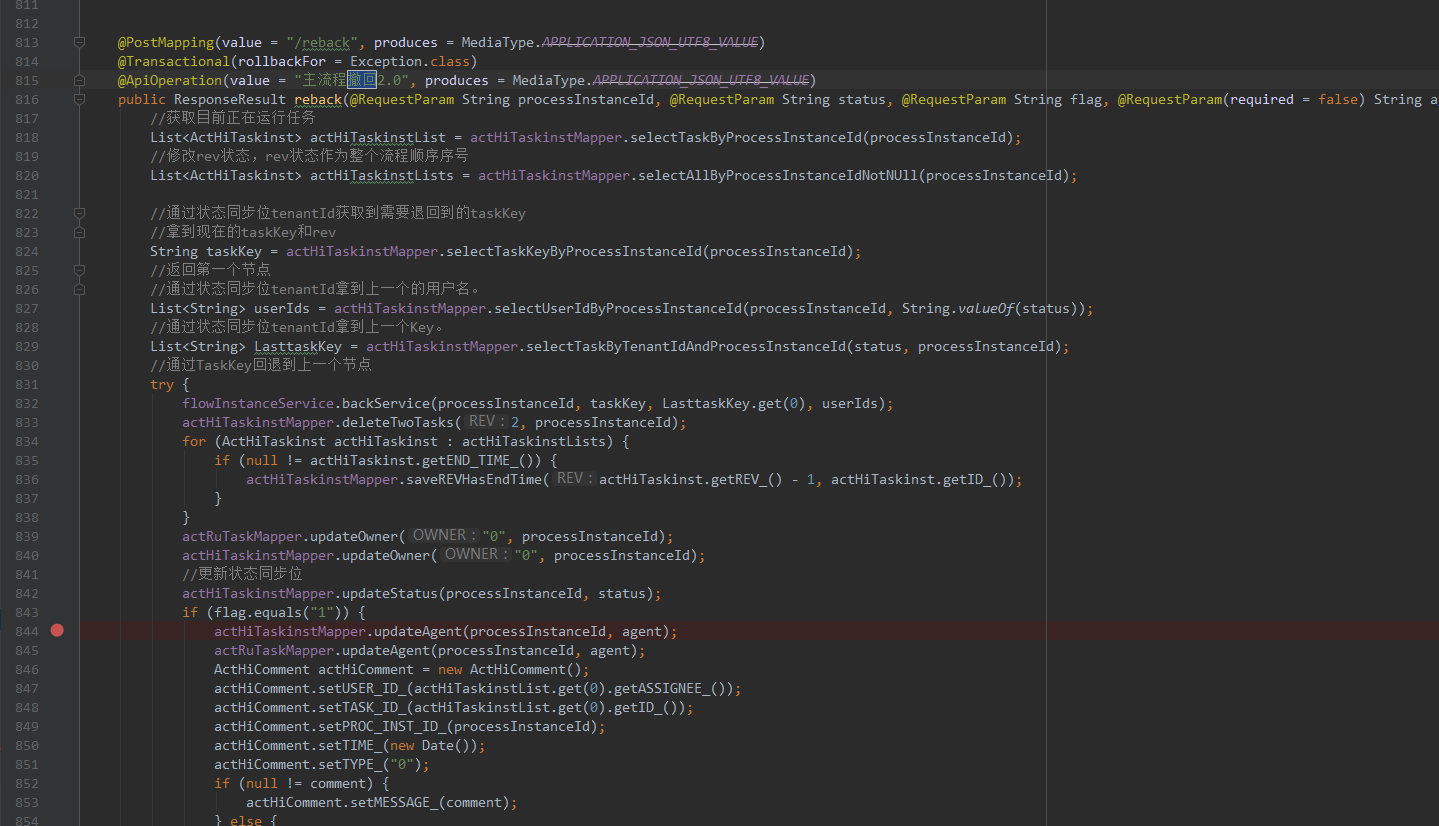 811
812
813 @PostMapping(value = "/reback", produces = MediaType.APPLICATION_JSON_UTF8_VALUE)
814 @Transactional(rollbackFor = Exception.class)
815 @ApiOperation(value = "主流程撤回2.0", produces = MediaType.APPLICATION_JSON_UTF8_VALUE)
816 public ResponseResult reback(@RequestParam String processInstanceId, @RequestParam String status, @RequestParam String flag, @RequestParam(required = false) String a
817 //获取目前正在运行任务
818 List<ActHiTaskinst> actHiTaskinstList = actHiTaskinstMapper.selectTaskByProcessInstanceId(processInstanceId);
819 //修改rev状态，rev状态作为整个流程顺序序号
820 List<ActHiTaskinst> actHiTaskinstLists = actHiTaskinstMapper.selectAllByProcessInstanceIdNotNUll(processInstanceId);
821
822 //通过状态同步位tenantId获取到需要退回到的taskKey
823 //拿到现在的taskKey和rev
824 String taskKey = actHiTaskinstMapper.selectTaskKeyByProcessInstanceId(processInstanceId);
825 //返回第一个节点
826 //通过状态同步位tenantId拿到上一个的用户名。
827 List<String> userIds = actHiTaskinstMapper.selectUserIdByProcessInstanceId(processInstanceId, String.valueOf(status));
828 //通过状态同步位tenantId拿到上一个Key。
829 List<String> LasttaskKey = actHiTaskinstMapper.selectTaskByTenantIdAndProcessInstanceId(status, processInstanceId);
830 //通过TaskKey回退到上一个节点
831 try {
832 flowInstanceService.backService(processInstanceId, taskKey, LasttaskKey.get(0), userIds);
833 actHiTaskinstMapper.deleteTwoTasks( REV: 2, processInstanceId);
834 for (ActHiTaskinst actHiTaskinst : actHiTaskinstLists) {
835 if (null != actHiTaskinst.getEND_TIME_()) {
836 actHiTaskinstMapper.saveREVHasEndTime( REV: actHiTaskinst.getREV_() - 1, actHiTaskinst.getID_());
837 }
838 }
839 actRuTaskMapper.updateOwner( OWNER: "0", processInstanceId);
840 actHiTaskinstMapper.updateOwner( OWNER: "0", processInstanceId);
841 //更新状态同步位
842 actHiTaskinstMapper.updateStatus(processInstanceId, status);
843 if (flag.equals("1")) {
844 actHiTaskinstMapper.updateAgent(processInstanceId, agent);
845 actRuTaskMapper.updateAgent(processInstanceId, agent);
846 ActHiComment actHiComment = new ActHiComment();
847 actHiComment.setUSER_ID_(actHiTaskinstList.get(0).getASSIGNEE_());
848 actHiComment.setTASK_ID_(actHiTaskinstList.get(0).getID_());
849 actHiComment.setPROC_INST_ID_(processInstanceId);
850 actHiComment.setTIME_(new Date());
851 actHiComment.setTYPE_("0");
852 if (null != comment) {
853 actHiComment.setMESSAGE_(comment);
854 } else {